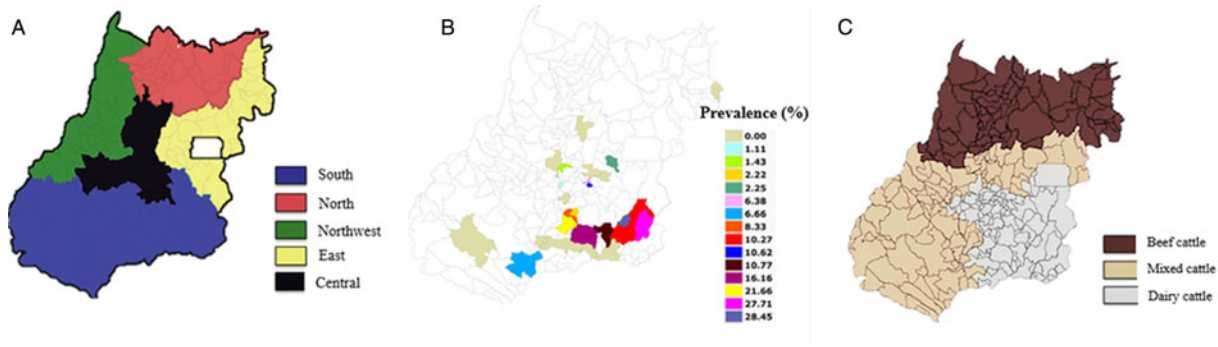 A
South
North
Northwest
East
Central
B
Prevalence (%)
0.00
1.11
1.43
2.22
2.25
6.38
6.66
8.33
10.27
10.62
10.77
16.16
21.66
27.71
28.45
C
Beef cattle
Mixed cattle
Dairy cattle